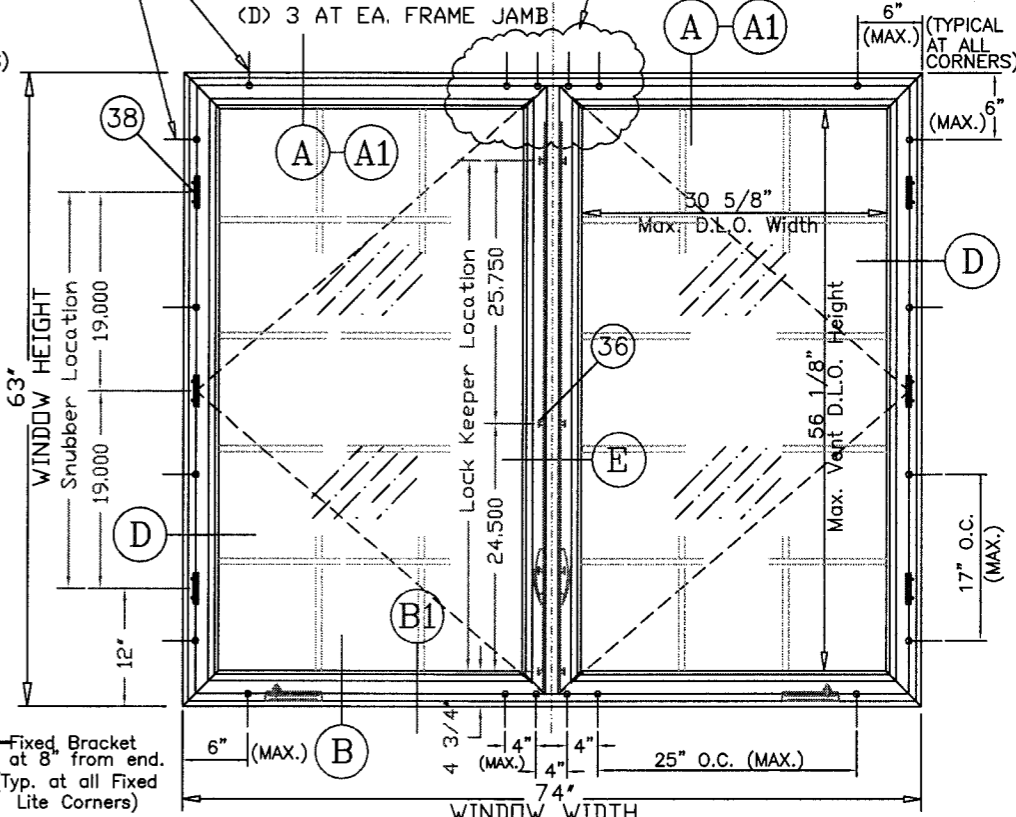 (D) 3 AT EA. FRAME JAMB
A
A1
6"
(MAX.)
(TYPICAL
AT ALL
CORNERS)
38
A
A1
6"
(MAX.)
30 5/8"
Max. D.L.O. Width
D
63"
WINDOW HEIGHT
Snubber Location
19.000
19.000
12"
Lock Keeper Location
25.750
24.500
36
E
56 1/8"
Max. Vent D.L.O. Height
D
B1
17" O.C.
(MAX.)
4 3/4"
Fixed Bracket
at 8" from end.
Typ. at all Fixed
Lite Corners)
6"
(MAX.)
B
4"
(MAX.)
4"
4"
25" O.C. (MAX.)
74"
WINDOW WIDTH